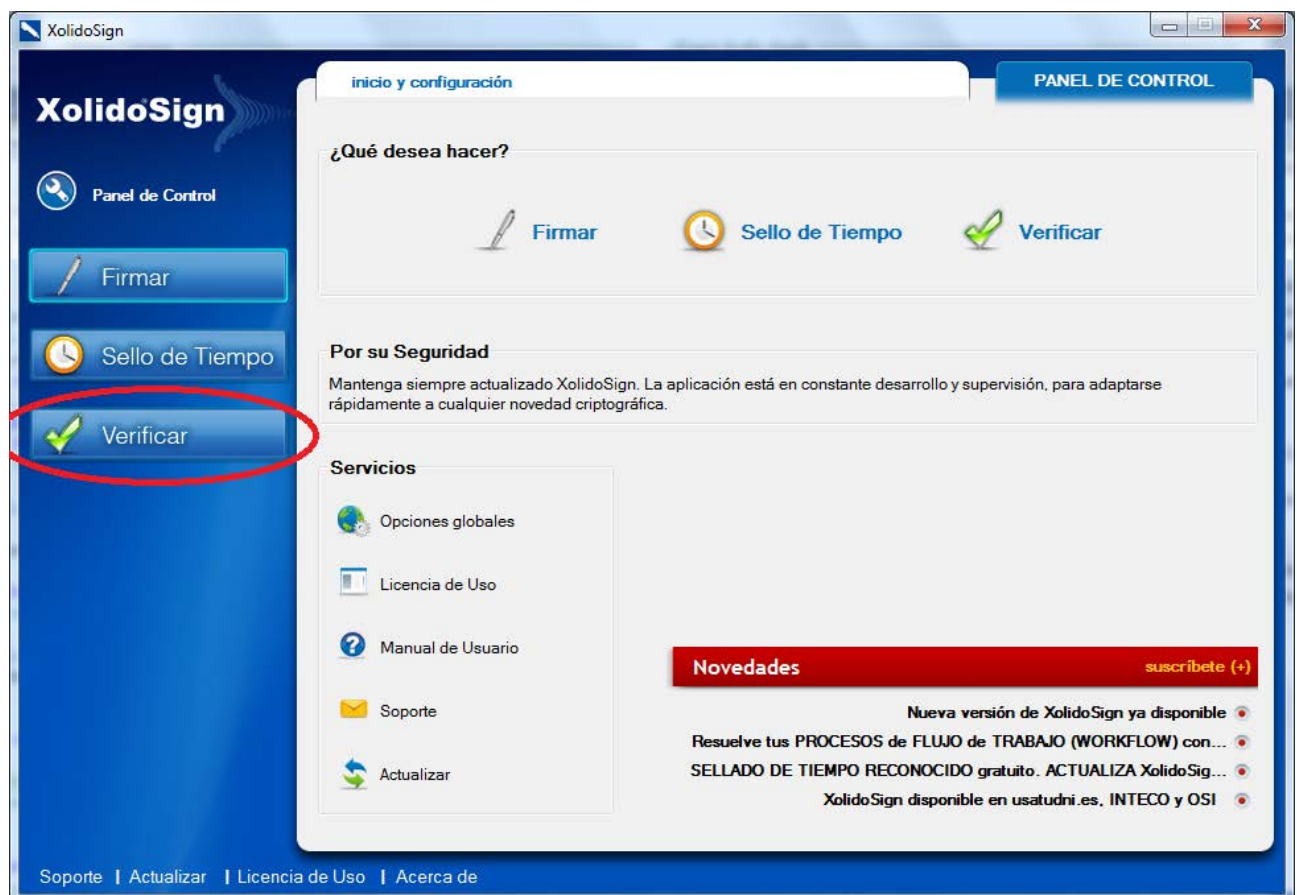 XolidoSign
XolidoSign
Panel de Control
Firmar
Sello de Tiempo
Verificar
inicio y configuración
PANEL DE CONTROL
¿Qué desea hacer?
Firmar
Sello de Tiempo
Verificar
Por su Seguridad
Mantenga siempre actualizado XolidoSign. La aplicación está en constante desarrollo y supervisión, para adaptarse
rápidamente a cualquier novedad criptográfica.
Servicios
Opciones globales
Licencia de Uso
Manual de Usuario
Soporte
Actualizar
Novedades
suscríbete (+)
Nueva versión de XolidoSign ya disponible
Resuelve tus PROCESOS de FLUJO de TRABAJO (WORKFLOW) con...
SELLADO DE TIEMPO RECONOCIDO gratuito. ACTUALIZA XolidoSig...
XolidoSign disponible en usatudni.es, INTECO y OSI
Soporte | Actualizar | Licencia de Uso | Acerca de